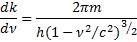 dk/dv = 2πm / h(1 − v²/c²)^3/2